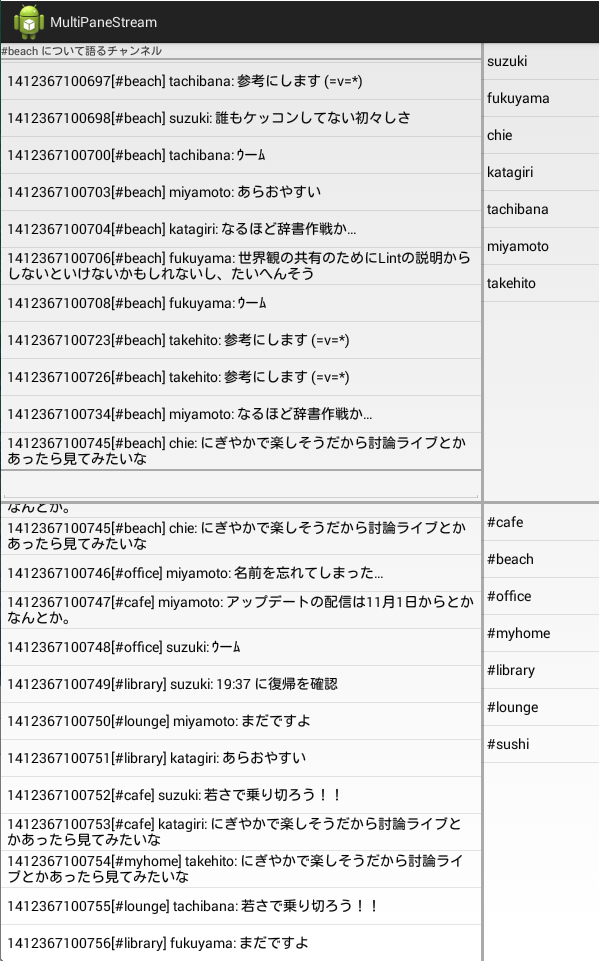 MultiPaneStream
#beach について語るチャンネル
1412367100697[#beach] tachibana: 参考にします (=v=*)
1412367100698[#beach] suzuki: 誰もケッコンしてない初々しさ
1412367100700[#beach] tachibana: ｳｰﾑ
1412367100703[#beach] miyamoto: あらおやすい
1412367100704[#beach] katagiri: なるほど辞書作戦か...
1412367100706[#beach] fukuyama: 世界観の共有のためにLintの説明から
しないといけないかもしれないし、たいへんそう
1412367100708[#beach] fukuyama: ｳｰﾑ
1412367100723[#beach] takehito: 参考にします (=v=*)
1412367100726[#beach] takehito: 参考にします (=v=*)
1412367100734[#beach] miyamoto: なるほど辞書作戦か...
1412367100745[#beach] chie: にぎやかで楽しそうだから討論ライブとか
あったら見てみたいな
suzuki
fukuyama
chie
katagiri
tachibana
miyamoto
takehito
なんとか。
1412367100745[#beach] chie: にぎやかで楽しそうだから討論ライブとか
あったら見てみたいな
1412367100746[#office] miyamoto: 名前を忘れてしまった...
1412367100747[#cafe] miyamoto: アップデートの配信は11月1日からとか
なんとか。
1412367100748[#office] suzuki: ｳｰﾑ
1412367100749[#library] suzuki: 19:37 に復帰を確認
1412367100750[#lounge] miyamoto: まだですよ
1412367100751[#library] katagiri: あらおやすい
1412367100752[#cafe] suzuki: 若さで乗り切ろう！！
1412367100753[#cafe] katagiri: にぎやかで楽しそうだから討論ライブと
かあったら見てみたいな
1412367100754[#myhome] takehito: にぎやかで楽しそうだから討論ライ
ブとかあったら見てみたいな
1412367100755[#lounge] tachibana: 若さで乗り切ろう！！
1412367100756[#library] fukuyama: まだですよ
#cafe
#beach
#office
#myhome
#library
#lounge
#sushi